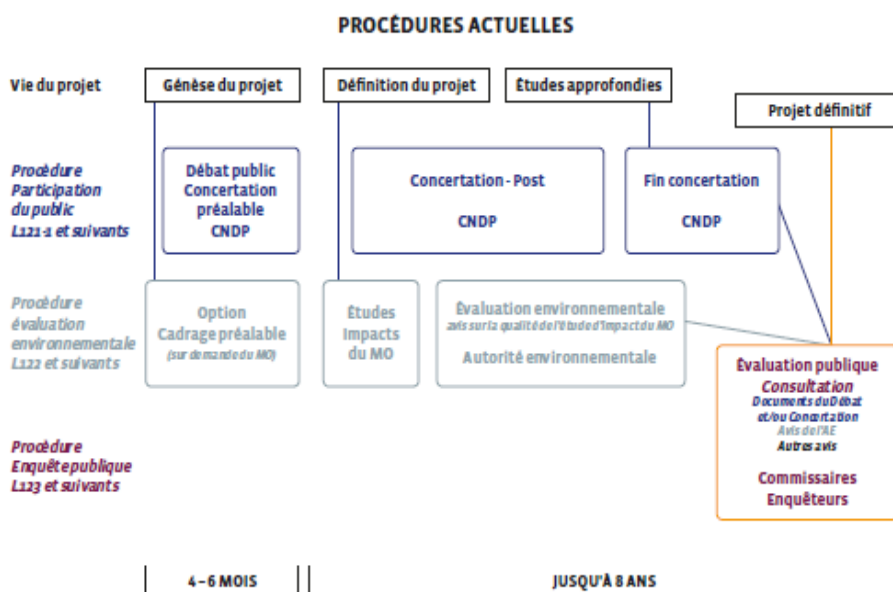 PROCÉDURES ACTUELLES
Vie du projet
Génèse du projet
Définition du projet
Études approfondies
Projet définitif
Procédure
Participation
du public
L121-1 et suivants
Débat public
Concertation
préalable
CNDP
Concertation - Post
CNDP
Fin concertation
CNDP
Procédure
évaluation
environnementale
L122 et suivants
Option
Cadrage préalable
(sur demande du MO)
Études
Impacts
du MO
Évaluation environnementale
avis sur la qualité de l'étude d'impact du MO
Autorité environnementale
Évaluation publique
Consultation
Documents du Débat
et/ou Concertation
Avis de l'AE
Autres avis
Commissaires
Enquêteurs
Procédure
Enquête publique
L123 et suivants
4 – 6 MOIS
JUSQU'À 8 ANS